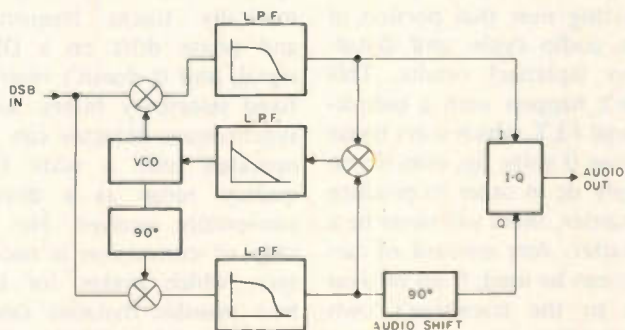 L.P.F.
DSB
IN
L.P.F.
VCO
I-Q
AUDIO
OUT
Q
90°
L.P.F.
90°
AUDIO SHIFT